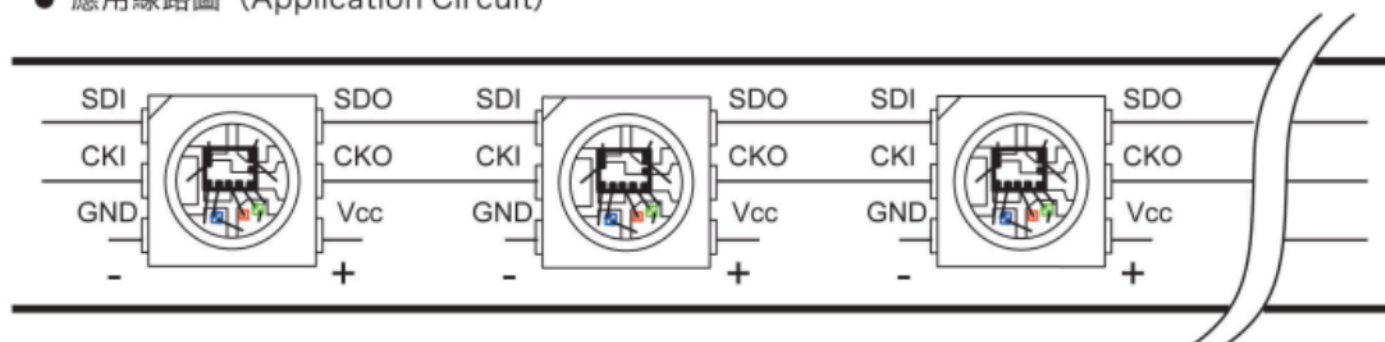 ● 應用線路圖（Application Circuit）
SDI SDO SDI SDO SDI SDO
CKI CKO CKI CKO CKI CKO
GND Vcc GND Vcc GND Vcc
- + - + - +